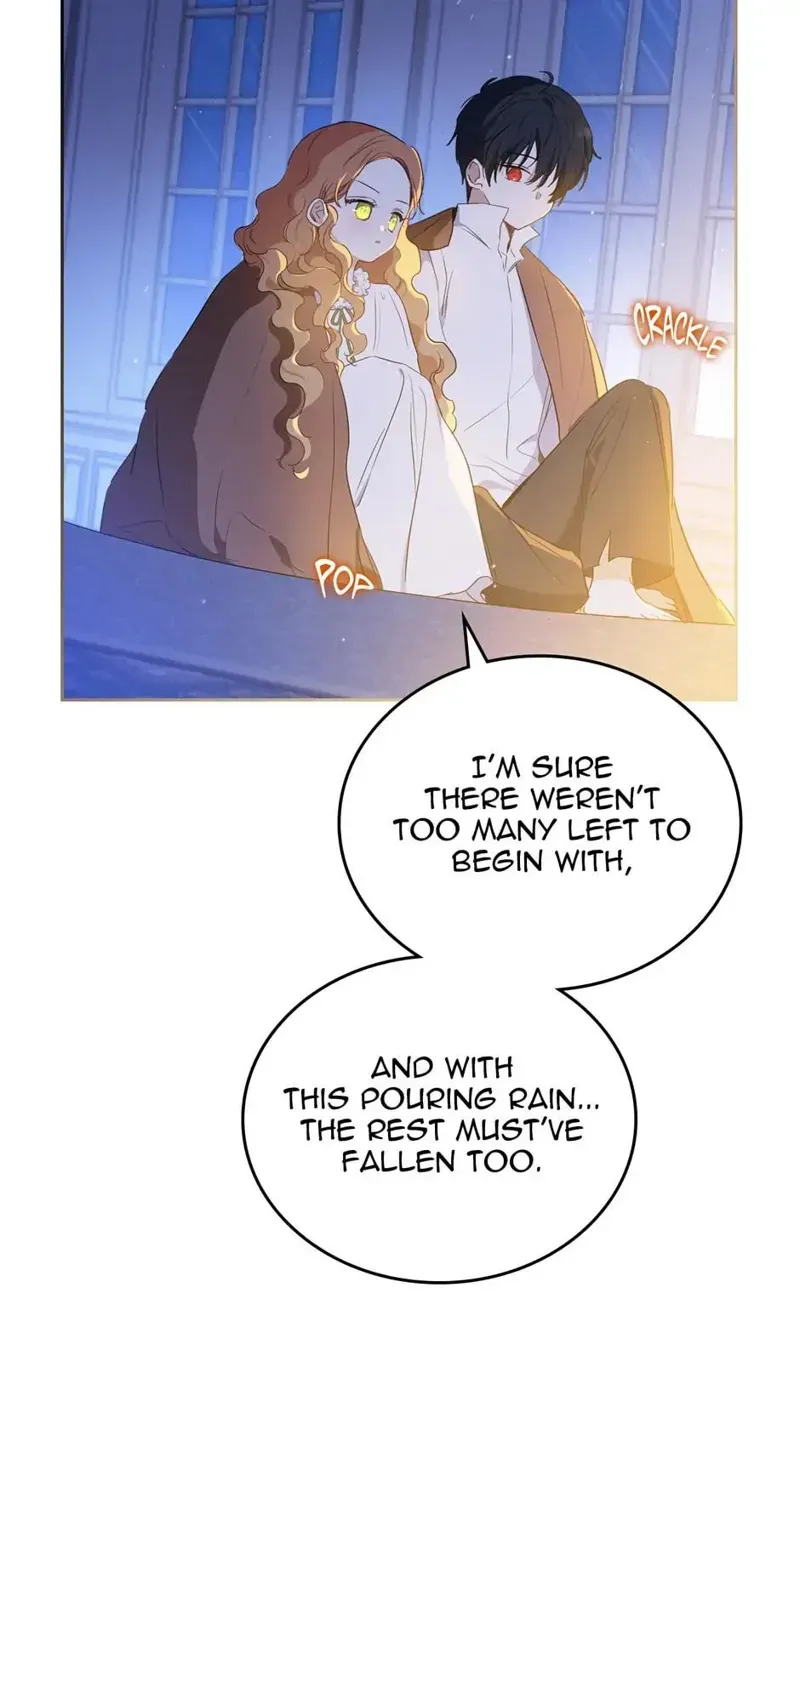 CRACKLE
POP
I'M SURE
THERE WEREN'T
TOO MANY LEFT TO
BEGIN WITH,
AND WITH
THIS POURING RAIN...
THE REST MUST'VE
FALLEN TOO.